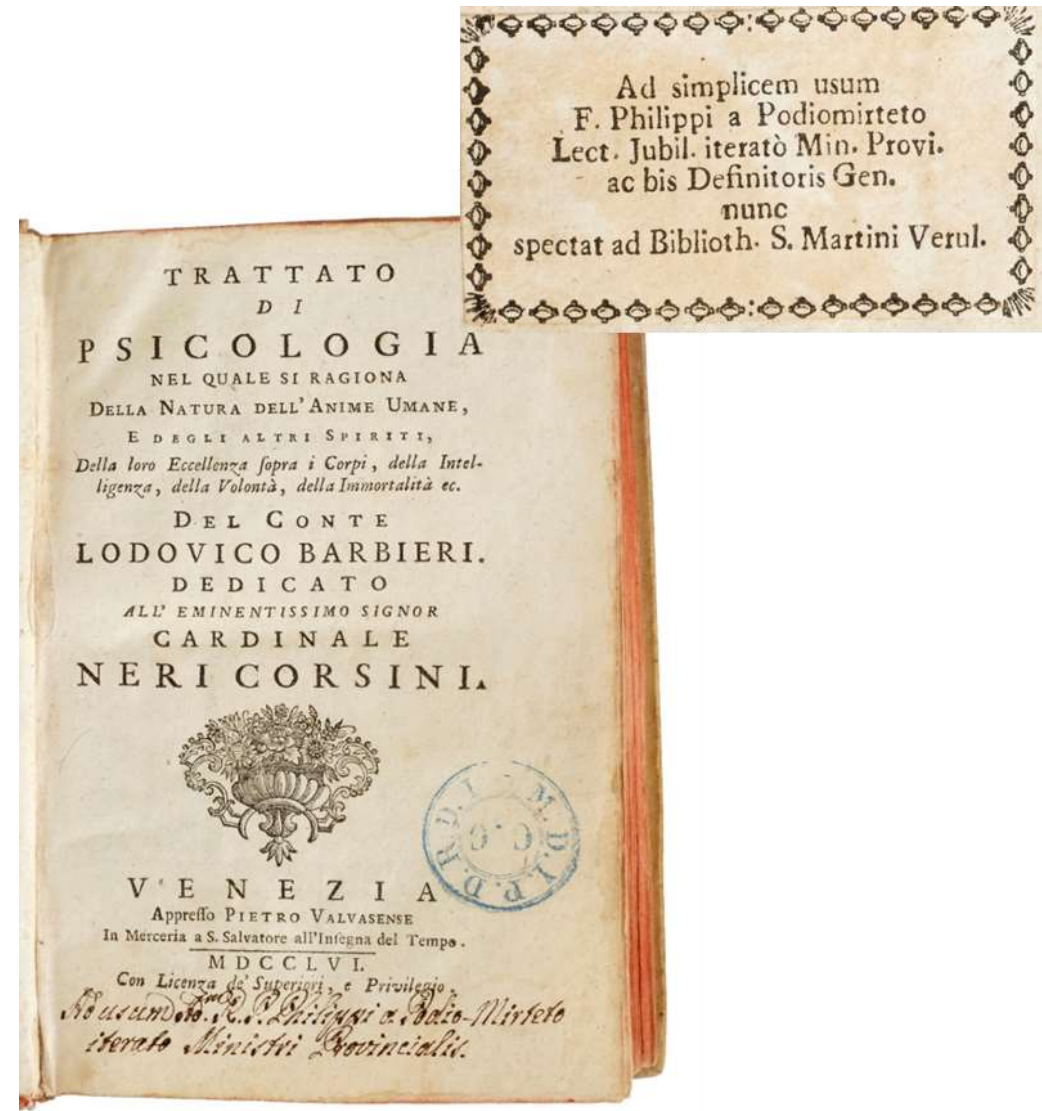 Ad simplicem usum
F. Philippi a Podiomirteto
Lect. Jubil. iteratò Min. Provi.
ac bis Definitoris Gen.
nunc
spectat ad Biblioth. S. Martini Verul.
TRATTATO
DI
PSICOLOGIA
NEL QUALE SI RAGIONA
DELLA NATURA DELL'ANIME UMANE,
E DEGLI ALTRI SPIRITI,
Della loro Eccellenza ſopra i Corpi, della Intel-
ligenza, della Volontà, della Immortalità ec.
DEL CONTE
LODOVICO BARBIERI.
DEDICATO
ALL' EMINENTISSIMO SIGNOR
CARDINALE
NERI CORSINI.
VENEZIA
Appreſſo PIETRO VALVASENSE
In Merceria a S. Salvatore all'Inſegna del Tempo.
MDCCLVI.
Con Licenza de' Superiori, e Privilegio.
Ad usum R. P. Philippi a Podio-Mirteto
iterato Ministri Provincialis.